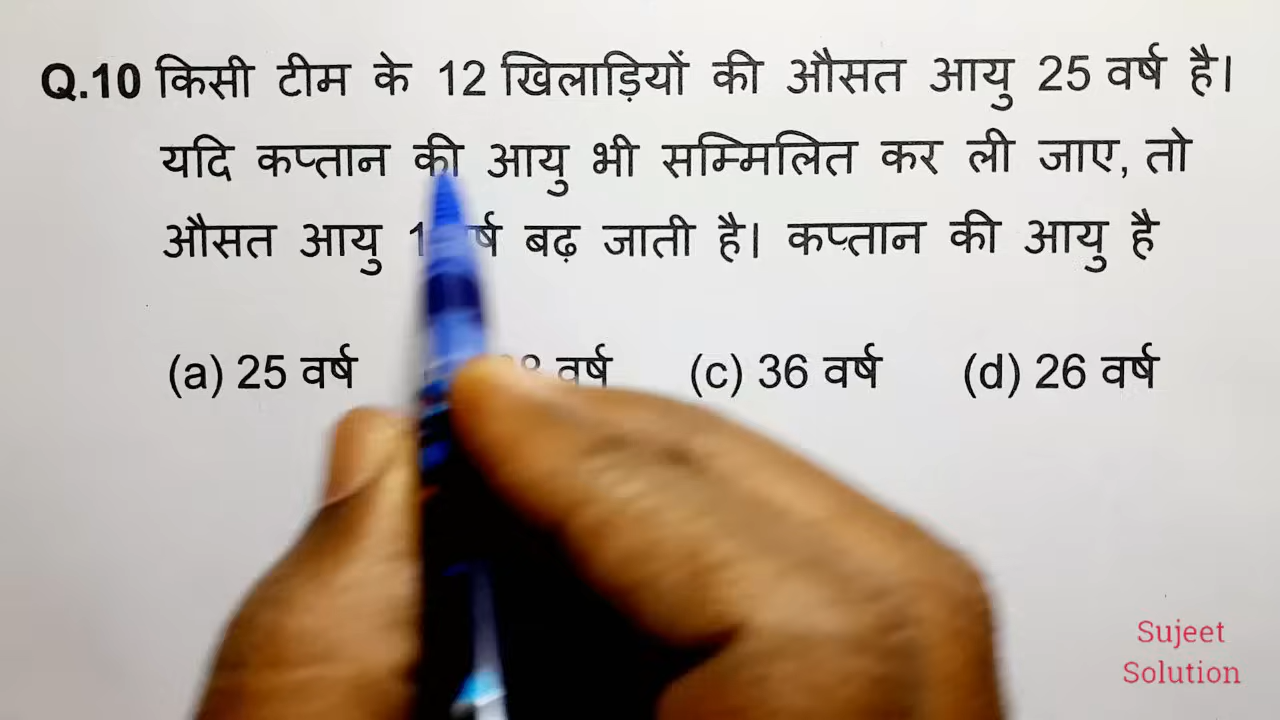 Q.10 किसी टीम के 12 खिलाड़ियों की औसत आयु 25 वर्ष है।
यदि कप्तान की आयु भी सम्मिलित कर ली जाए, तो
औसत आयु बढ़ जाती है। कप्तान की आयु है
(a) 25 वर्ष वर्ष (c) 36 वर्ष (d) 26 वर्ष
Sujeet
Solution